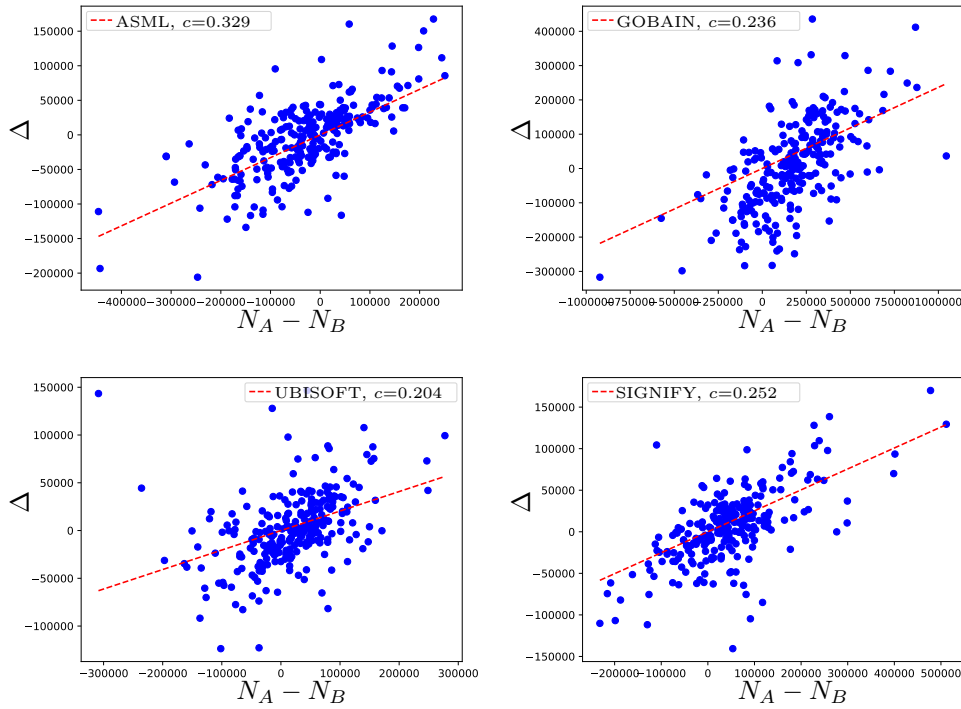 ASML, c=0.329
150000
100000
50000
0
−50000
−100000
−150000
−200000
Δ
−400000 −300000 −200000 −100000 0 100000 200000
N_A − N_B
GOBAIN, c=0.236
400000
300000
200000
100000
0
−100000
−200000
−300000
Δ
−1000000 −750000 −500000 −250000 0 250000 500000 750000 1000000
N_A − N_B
UBISOFT, c=0.204
150000
100000
50000
0
−50000
−100000
Δ
−300000 −200000 −100000 0 100000 200000 300000
N_A − N_B
SIGNIFY, c=0.252
150000
100000
50000
0
−50000
−100000
−150000
Δ
−200000 −100000 0 100000 200000 300000 400000 500000
N_A − N_B